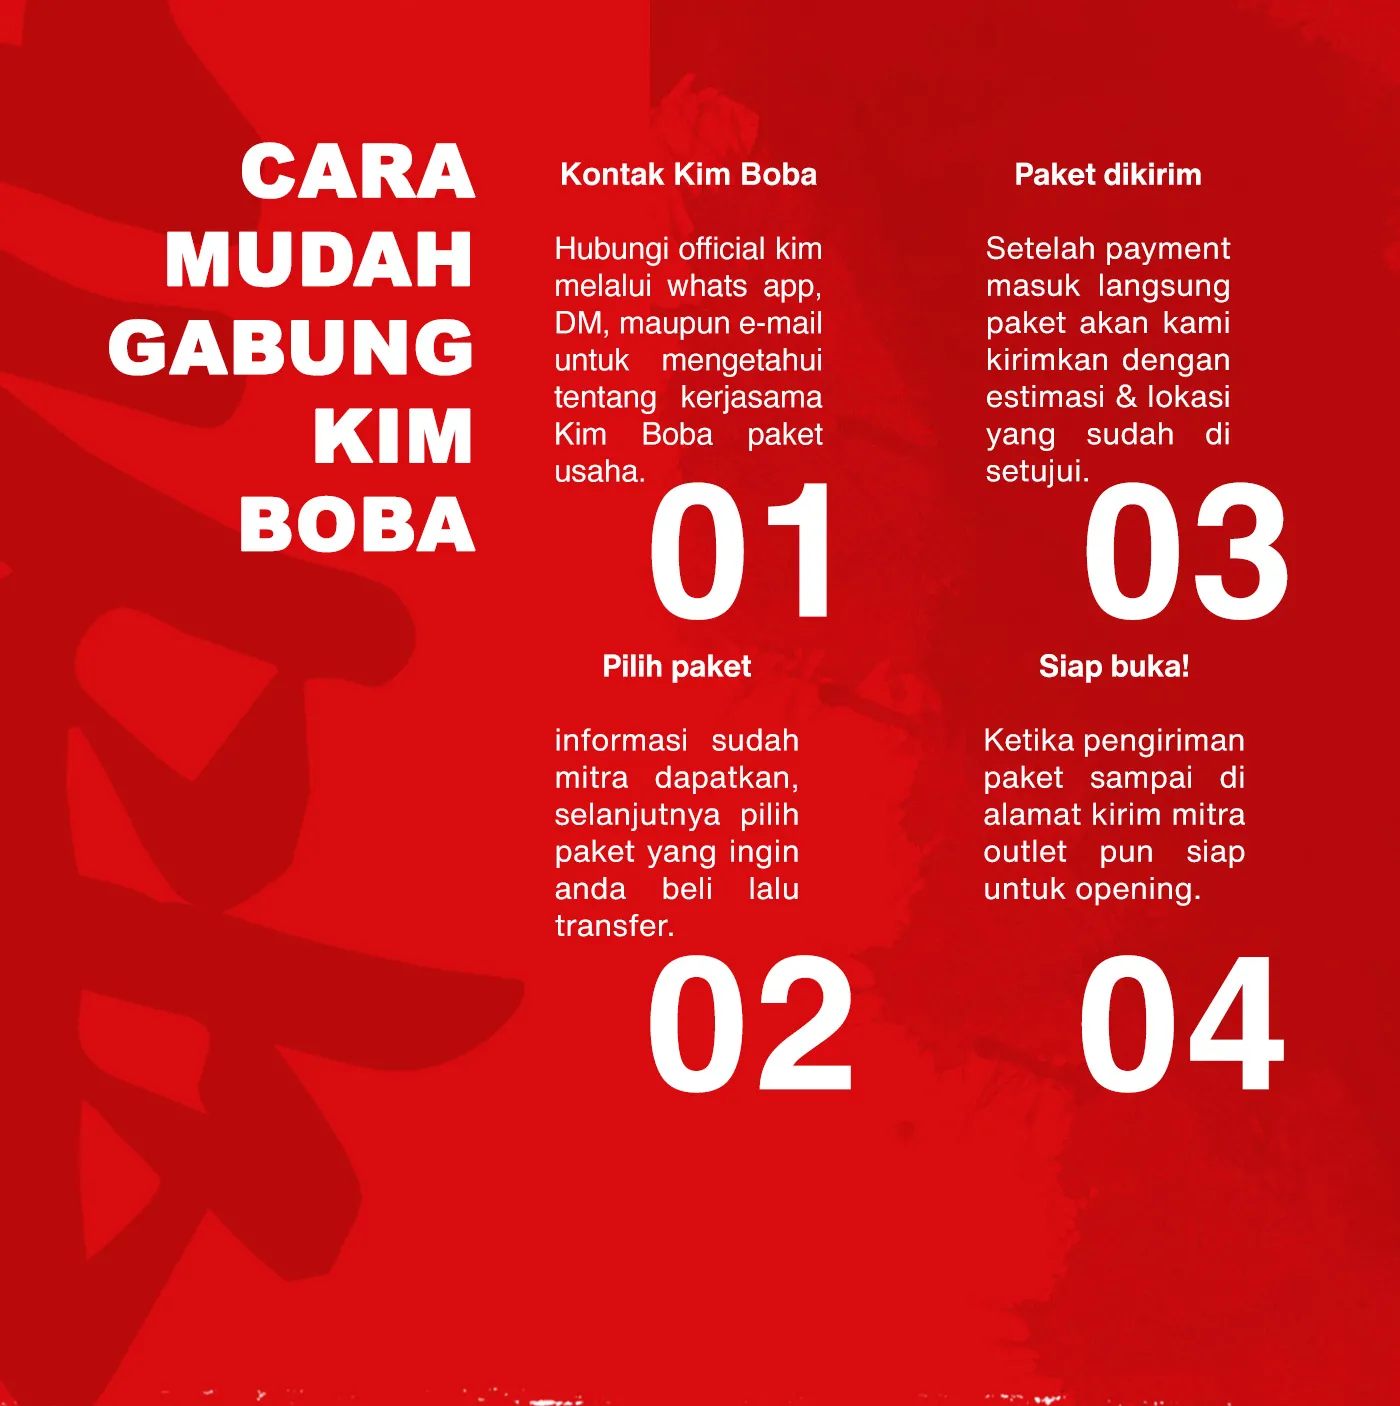 CARA
MUDAH
GABUNG
KIM
BOBA
Kontak Kim Boba
Hubungi official kim
melalui whats app,
DM, maupun e-mail
untuk mengetahui
tentang kerjasama
Kim Boba paket
usaha.
01
Pilih paket
informasi sudah
mitra dapatkan,
selanjutnya pilih
paket yang ingin
anda beli lalu
transfer.
02
Paket dikirim
Setelah payment
masuk langsung
paket akan kami
kirimkan dengan
estimasi & lokasi
yang sudah di
setujui.
03
Siap buka!
Ketika pengiriman
paket sampai di
alamat kirim mitra
outlet pun siap
untuk opening.
04